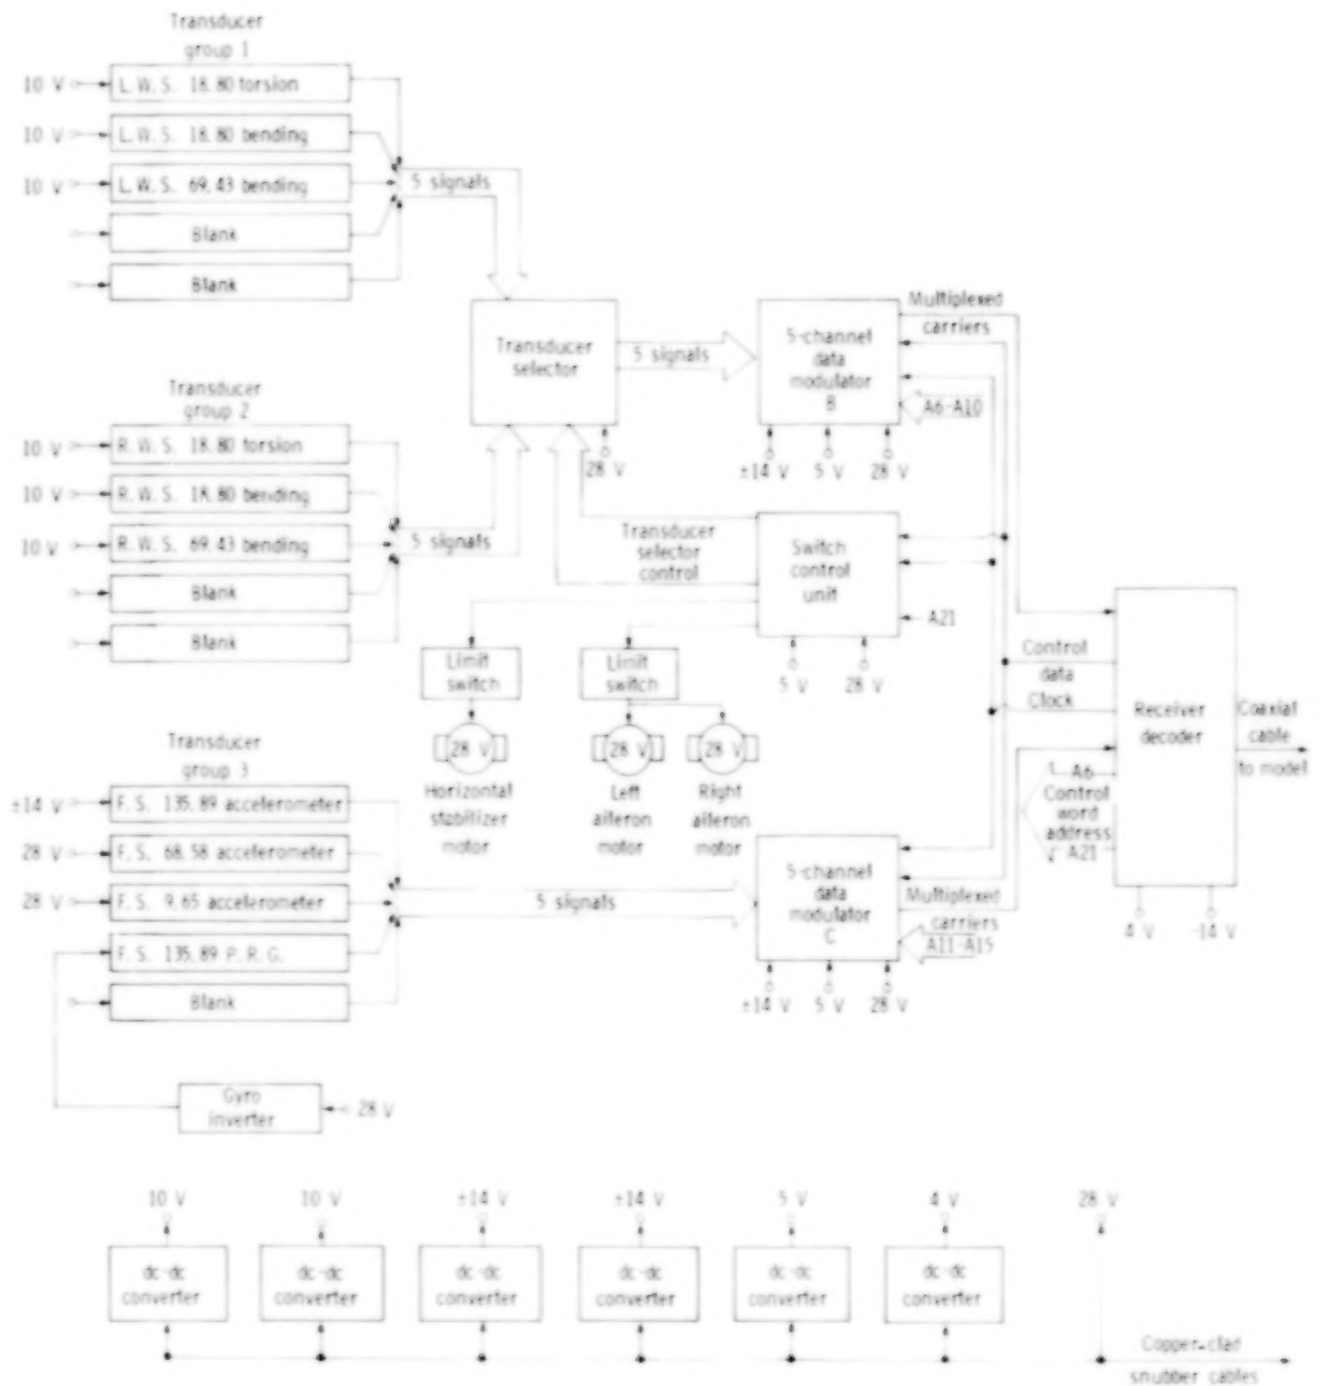 Transducer
group 1
10 V
L.W.S. 18.80 torsion
10 V
L.W.S. 18.80 bending
10 V
L.W.S. 69.43 bending
Blank
Blank
5 signals
Transducer
selector
28 V
5 signals
5-channel
data
modulator
B
Multiplexed
carriers
A6-A10
±14 V
5 V
28 V
Transducer
group 2
10 V
R.W.S. 18.80 torsion
10 V
R.W.S. 18.80 bending
10 V
R.W.S. 69.43 bending
Blank
Blank
5 signals
Transducer
selector
control
Switch
control
unit
A21
5 V
28 V
Limit
switch
28 V
Horizontal
stabilizer
motor
Limit
switch
28 V
Left
aileron
motor
28 V
Right
aileron
motor
Control
data
Clock
Receiver
decoder
A6
Control
word
address
A21
4 V
-14 V
Coaxial
cable
to model
Transducer
group 3
±14 V
F.S. 135.89 accelerometer
28 V
F.S. 68.58 accelerometer
28 V
F.S. 9.65 accelerometer
F.S. 135.89 P.R.G.
Blank
5 signals
5-channel
data
modulator
C
Multiplexed
carriers
A11-A15
±14 V
5 V
28 V
Gyro
inverter
28 V
10 V
10 V
±14 V
±14 V
5 V
4 V
28 V
dc-dc
converter
dc-dc
converter
dc-dc
converter
dc-dc
converter
dc-dc
converter
dc-dc
converter
Copper-clad
snubber cables